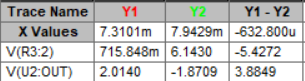 Trace Name Y1 Y2 Y1 - Y2
X Values 7.3101m 7.9429m -632.800u
V(R3:2) 715.848m 6.1430 -5.4272
V(U2:OUT) 2.0140 -1.8709 3.8849